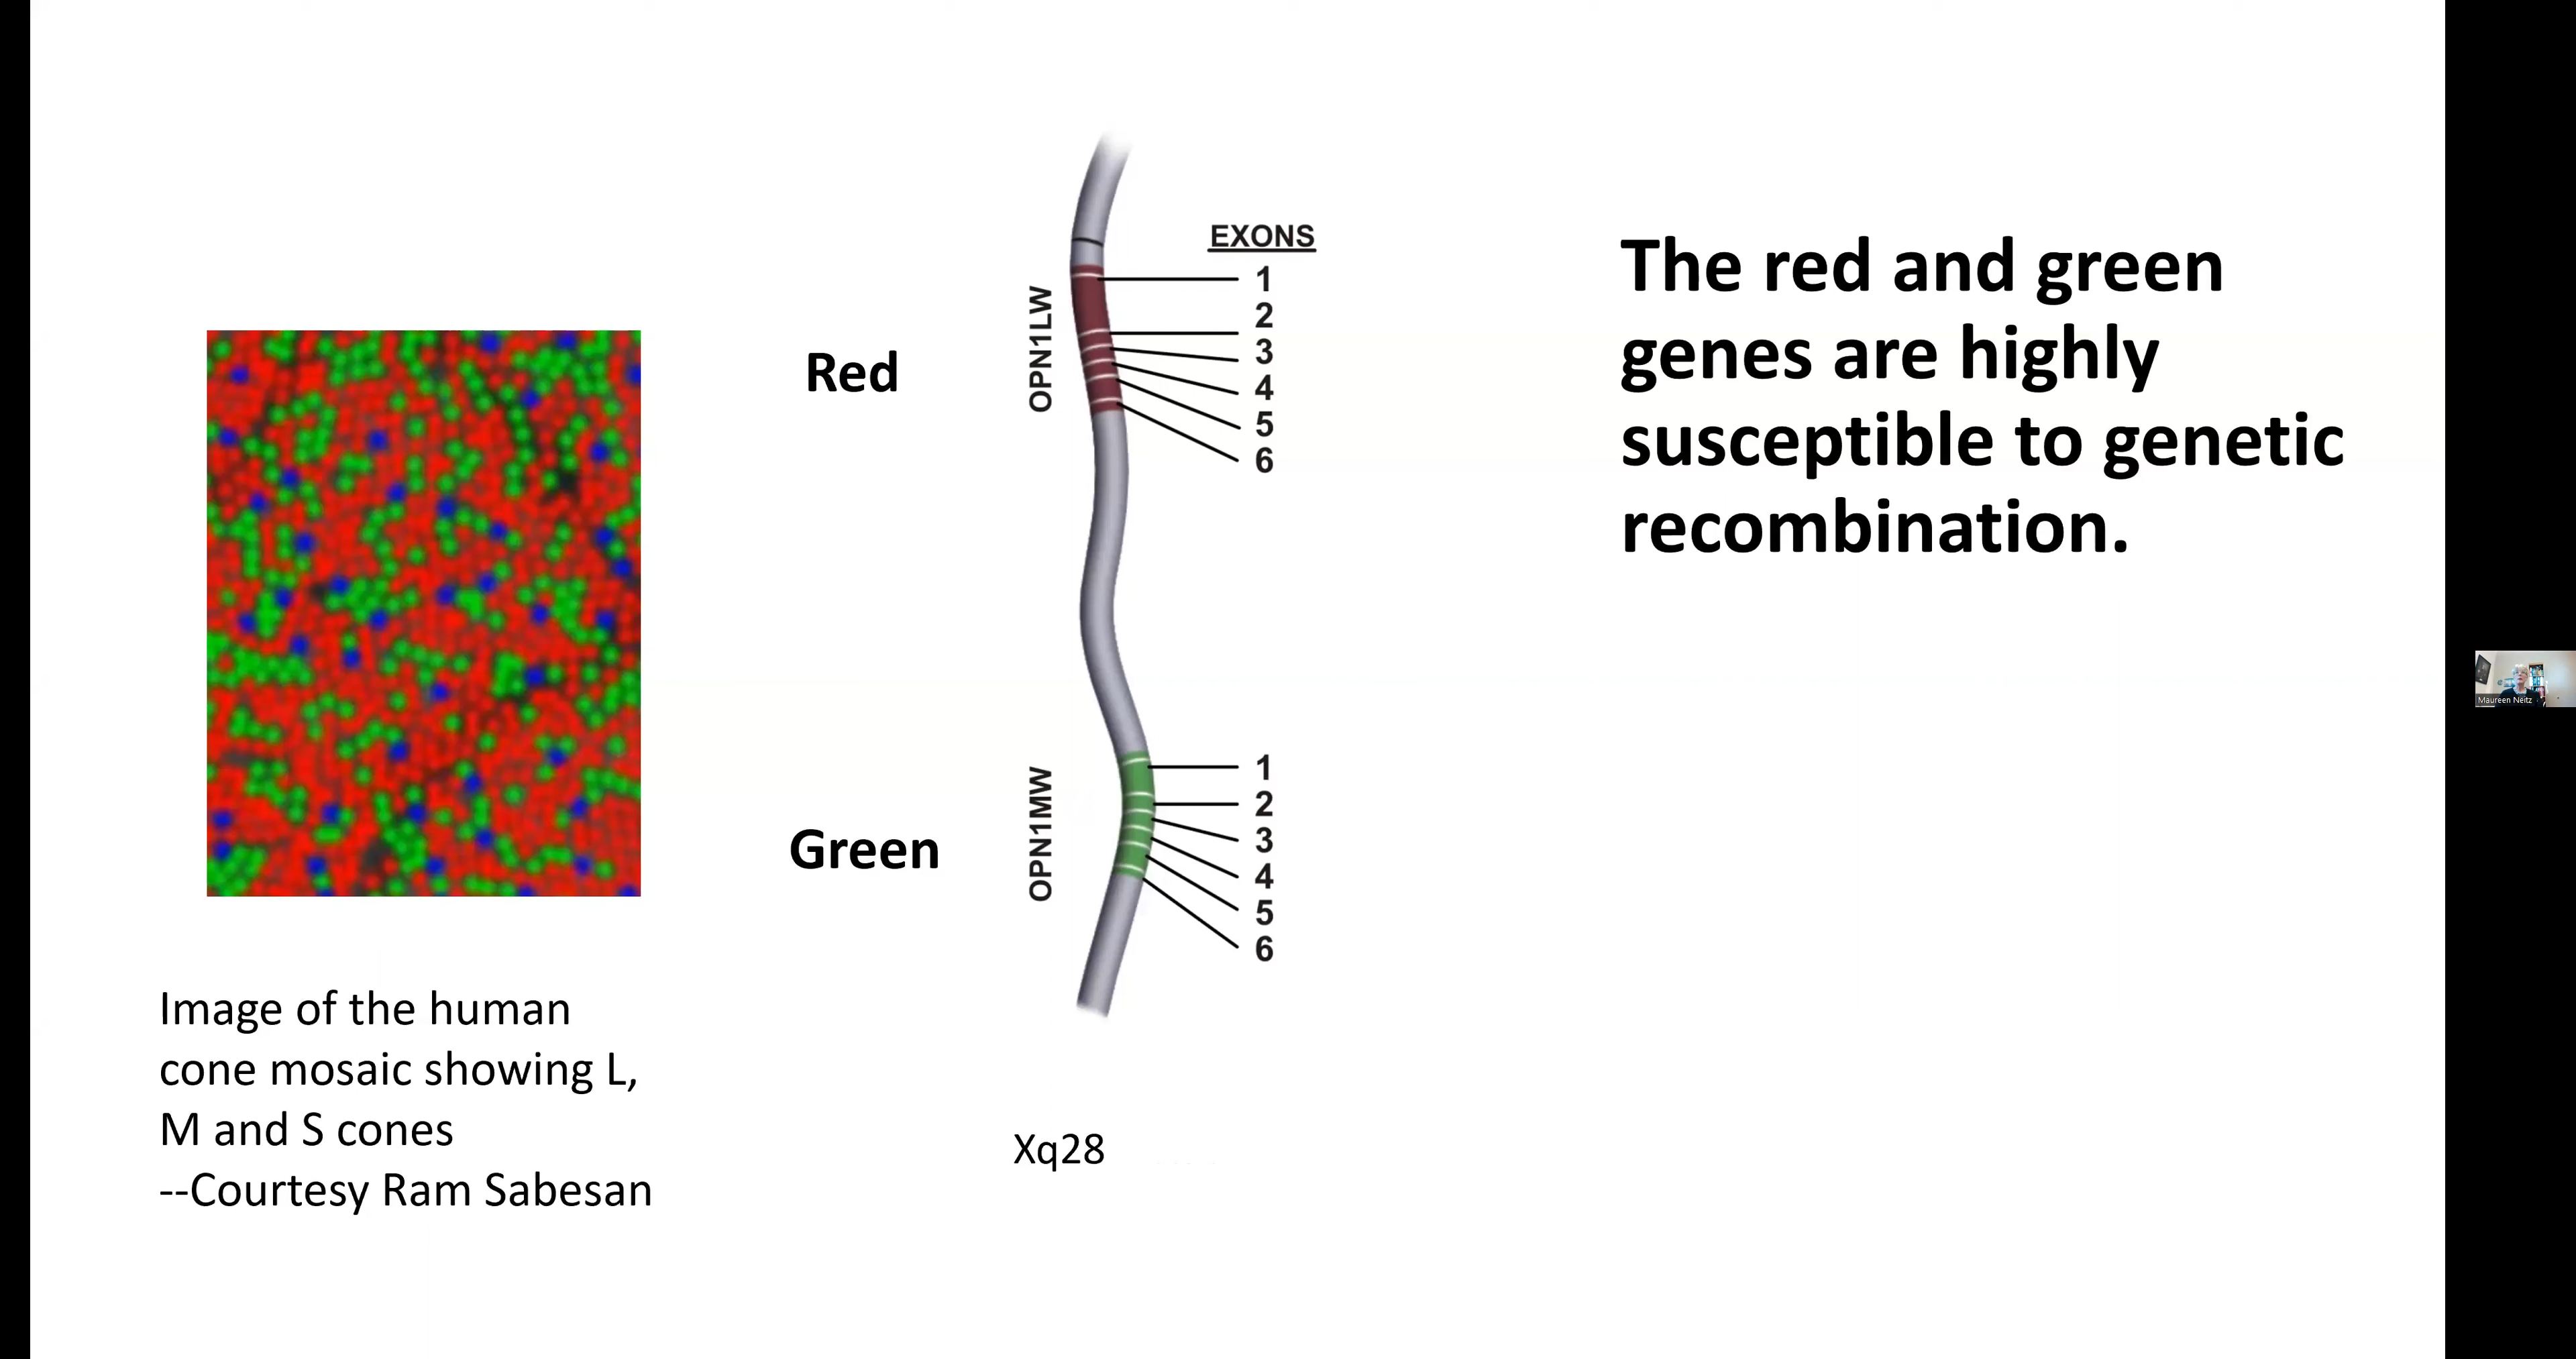 The red and green
genes are highly
susceptible to genetic
recombination.
EXONS
Red
OPN1LW
1
2
3
4
5
6
Green
OPN1MW
1
2
3
4
5
6
Image of the human
cone mosaic showing L,
M and S cones
--Courtesy Ram Sabesan
Xq28
Maureen Neitz